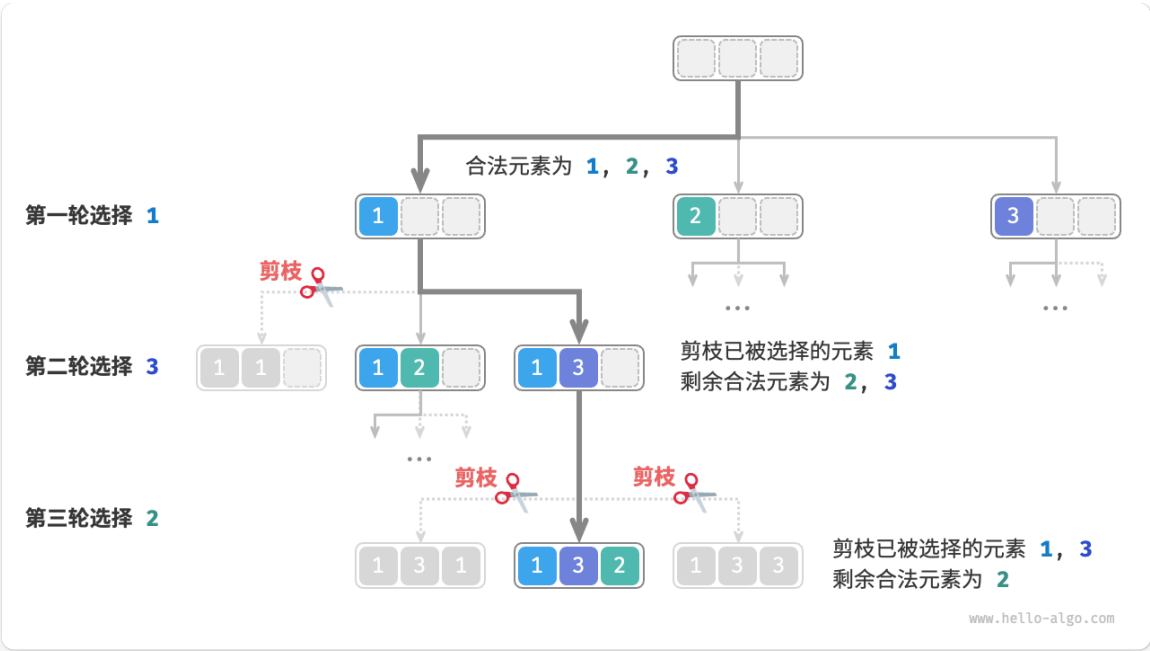 合法元素为 1, 2, 3
第一轮选择 1
1
2
3
剪枝
...
...
第二轮选择 3
1 1
1 2
1 3
剪枝已被选择的元素 1
剩余合法元素为 2, 3
...
剪枝
剪枝
第三轮选择 2
1 3 1
1 3 2
1 3 3
剪枝已被选择的元素 1, 3
剩余合法元素为 2
www.hello-algo.com